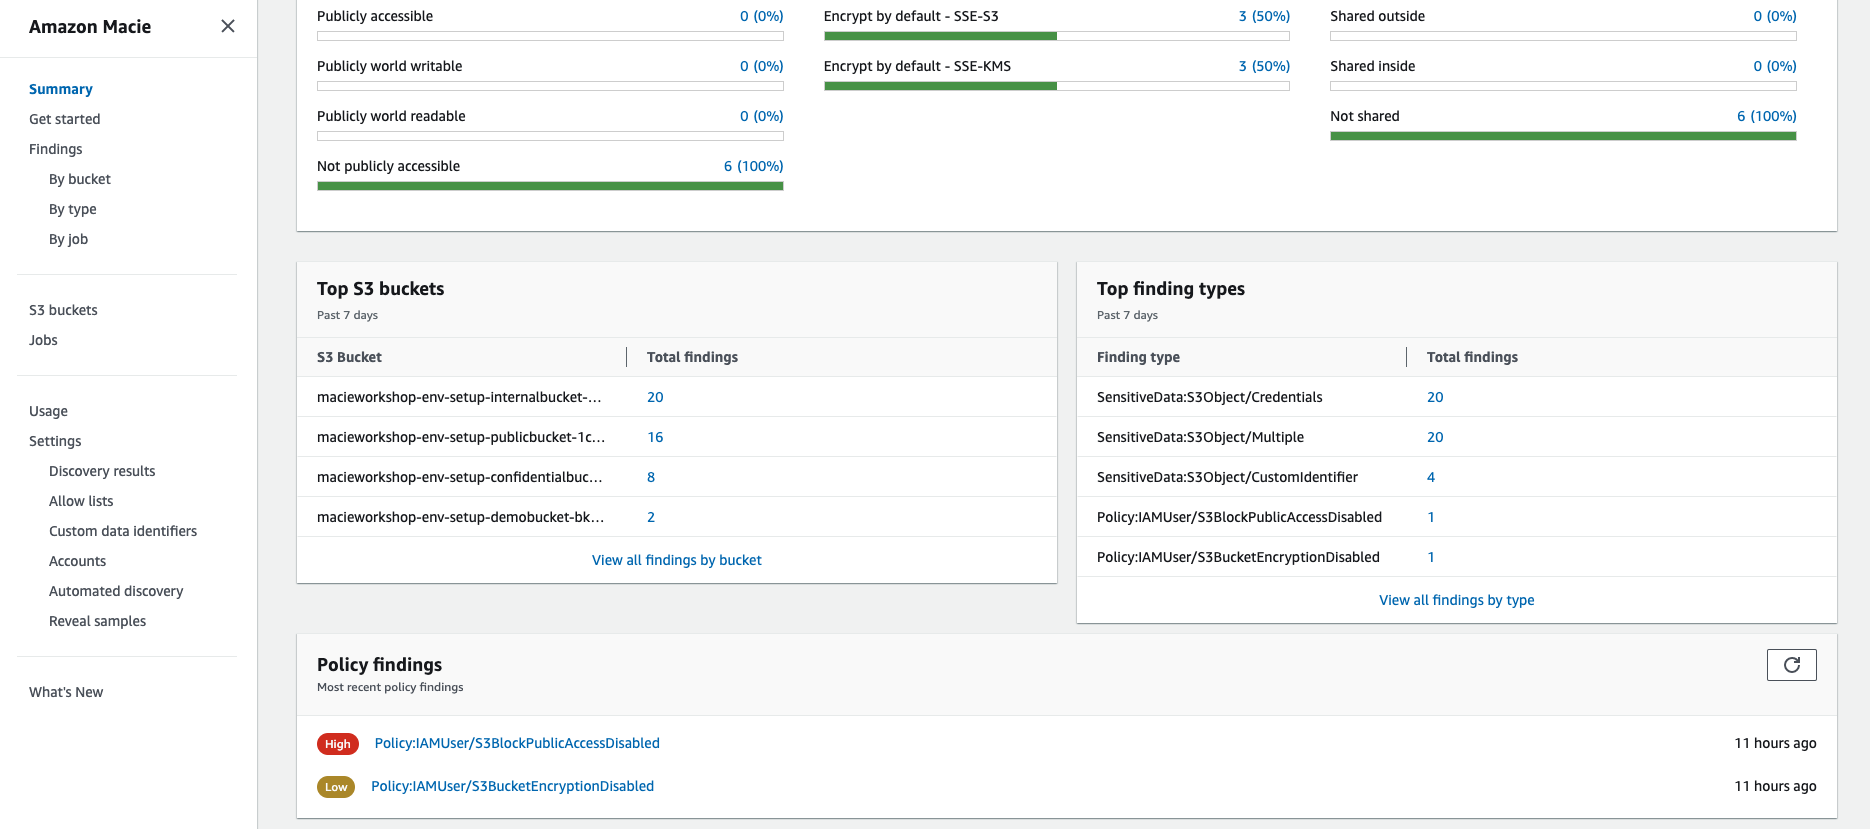 Amazon Macie
Summary
Get started
Findings
By bucket
By type
By job
S3 buckets
Jobs
Usage
Settings
Discovery results
Allow lists
Custom data identifiers
Accounts
Automated discovery
Reveal samples
What's New
Publicly accessible 0 (0%)
Publicly world writable 0 (0%)
Publicly world readable 0 (0%)
Not publicly accessible 6 (100%)
Encrypt by default - SSE-S3 3 (50%)
Encrypt by default - SSE-KMS 3 (50%)
Shared outside 0 (0%)
Shared inside 0 (0%)
Not shared 6 (100%)
Top S3 buckets
Past 7 days
S3 Bucket Total findings
macieworkshop-env-setup-internalbucket-... 20
macieworkshop-env-setup-publicbucket-1c... 16
macieworkshop-env-setup-confidentialbuc... 8
macieworkshop-env-setup-demobucket-bk... 2
View all findings by bucket
Top finding types
Past 7 days
Finding type Total findings
SensitiveData:S3Object/Credentials 20
SensitiveData:S3Object/Multiple 20
SensitiveData:S3Object/CustomIdentifier 4
Policy:IAMUser/S3BlockPublicAccessDisabled 1
Policy:IAMUser/S3BucketEncryptionDisabled 1
View all findings by type
Policy findings
Most recent policy findings
High Policy:IAMUser/S3BlockPublicAccessDisabled 11 hours ago
Low Policy:IAMUser/S3BucketEncryptionDisabled 11 hours ago